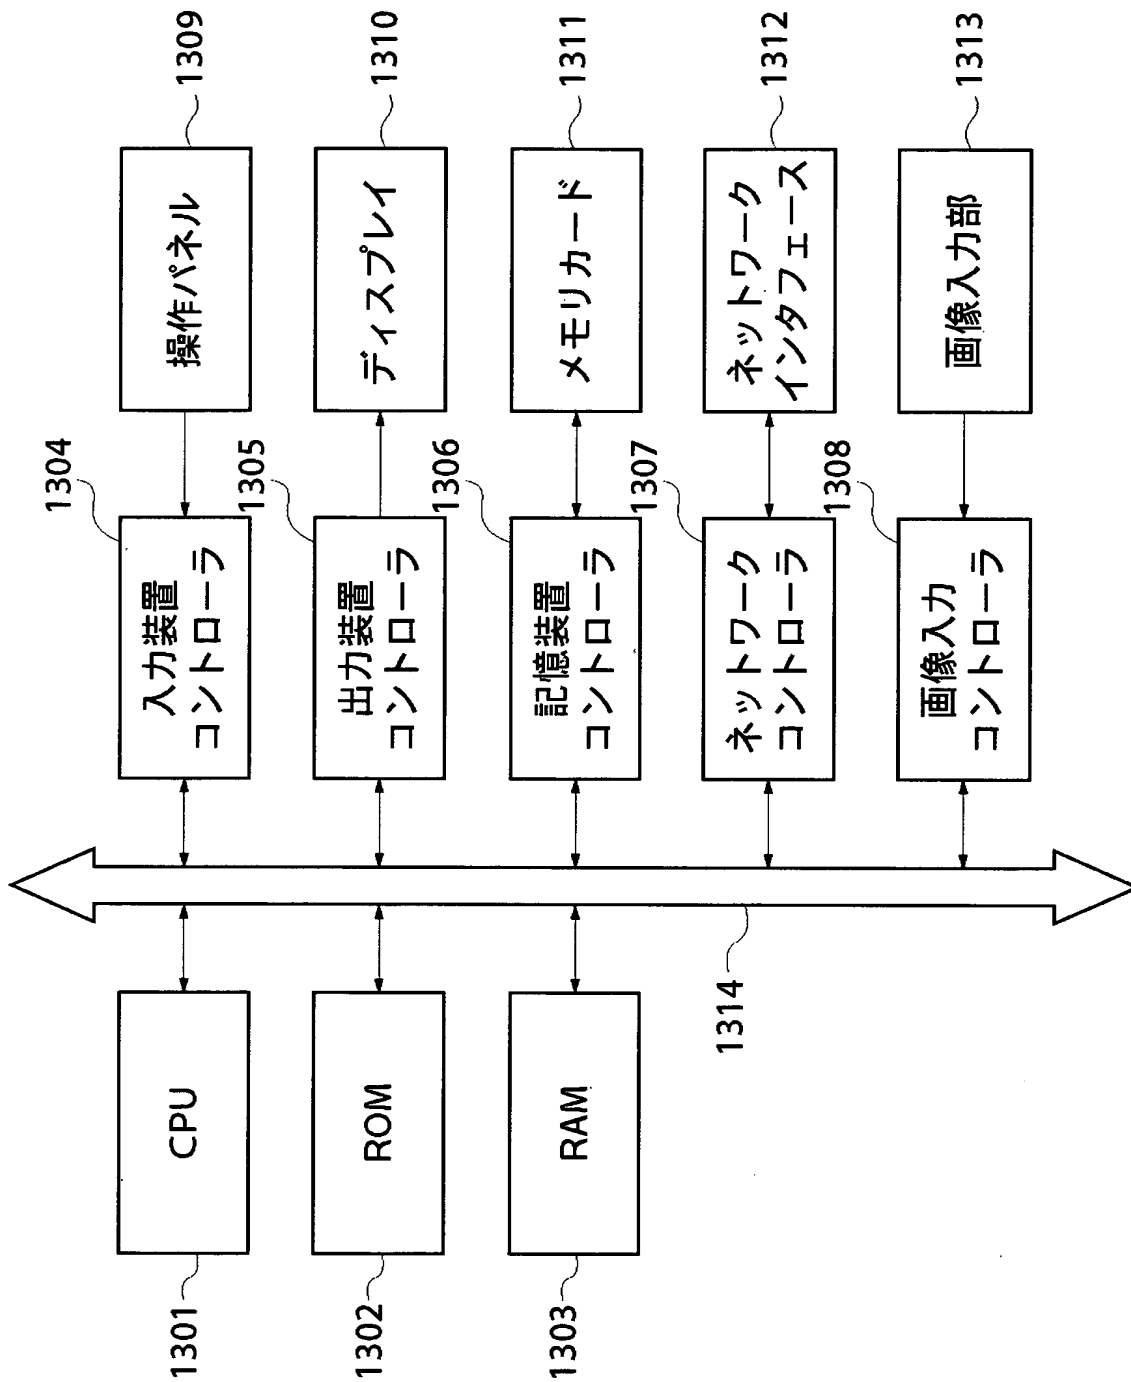 1301
CPU
1302
ROM
1303
RAM
1314
1304
入力装置
コントローラ
1305
出力装置
コントローラ
1306
記憶装置
コントローラ
1307
ネットワーク
コントローラ
1308
画像入力
コントローラ
1309
操作パネル
1310
ディスプレイ
1311
メモリカード
1312
ネットワーク
インタフェース
1313
画像入力部